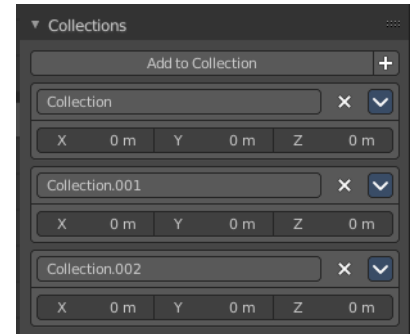 Collections
Add to Collection
Collection
X 0 m Y 0 m Z 0 m
Collection.001
X 0 m Y 0 m Z 0 m
Collection.002
X 0 m Y 0 m Z 0 m